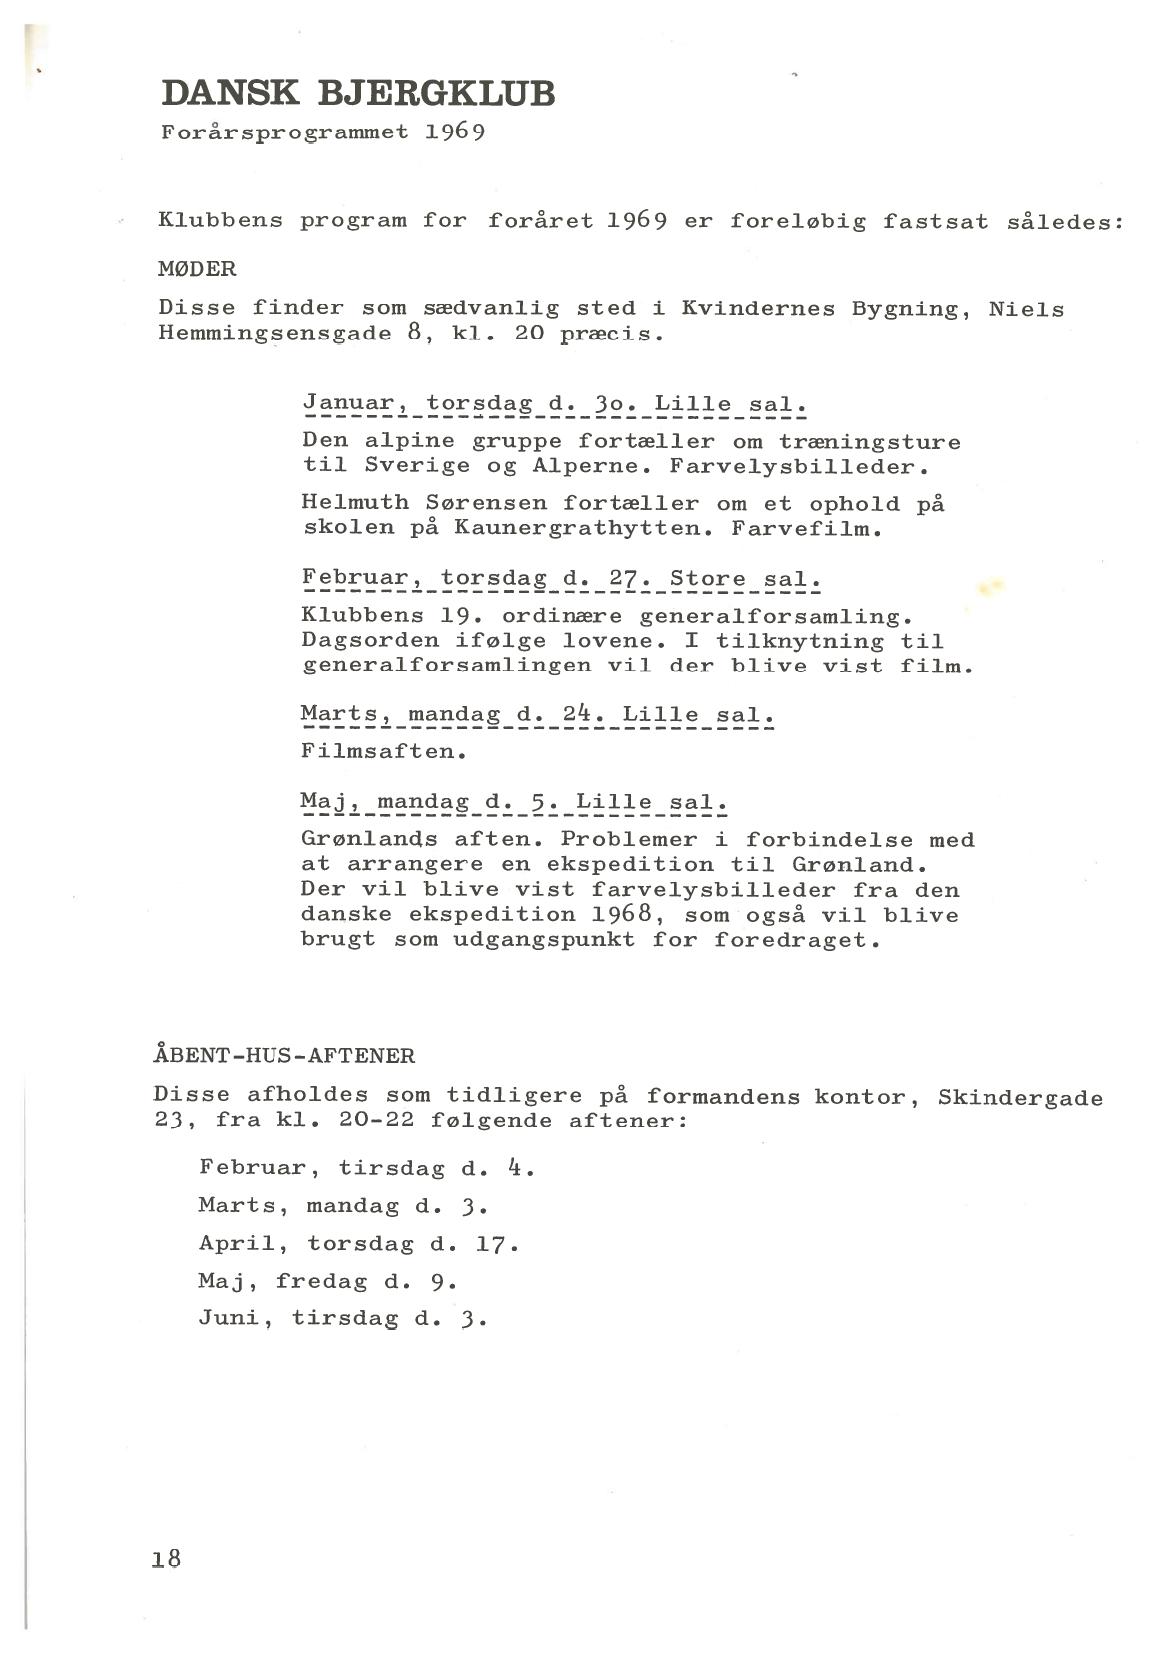 DANSK BJERGKLUB
Forårsprogrammet 1969
Klubbens program for foråret 1969 er foreløbig fastsat således:
MØDER
Disse finder som sædvanlig sted i Kvindernes Bygning, Niels
Hemmingsensgade 8, kl. 20 præcis.
Januar, torsdag d. 3o. Lille sal.
Den alpine gruppe fortæller om træningsture
til Sverige og Alperne. Farvelysbilleder.
Helmuth Sørensen fortæller om et ophold på
skolen på Kaunergrathytten. Farvefilm.
Februar, torsdag d. 27. Store sal.
Klubbens 19. ordinære generalforsamling.
Dagsorden ifølge lovene. I tilknytning til
generalforsamlingen vil der blive vist film.
Marts, mandag d. 24. Lille sal.
Filmsaften.
Maj, mandag d. 5. Lille sal.
Grønlands aften. Problemer i forbindelse med
at arrangere en ekspedition til Grønland.
Der vil blive vist farvelysbilleder fra den
danske ekspedition 1968, som også vil blive
brugt som udgangspunkt for foredraget.
ÅBENT-HUS-AFTENER
Disse afholdes som tidligere på formandens kontor, Skindergade
23, fra kl. 20-22 følgende aftener:
Februar, tirsdag d. 4.
Marts, mandag d. 3.
April, torsdag d. 17.
Maj, fredag d. 9.
Juni, tirsdag d. 3.
18